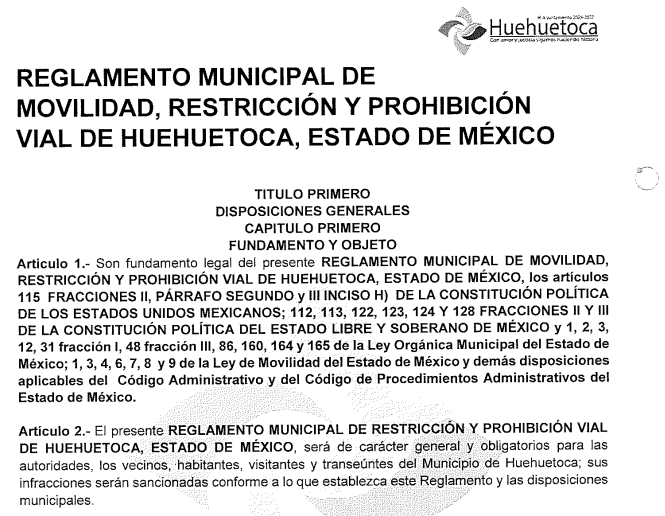 H. Ayuntamiento
Huehuetoca
Con amor y justicia sigamos haciendo historia
REGLAMENTO MUNICIPAL DE
MOVILIDAD, RESTRICCIÓN Y PROHIBICIÓN
VIAL DE HUEHUETOCA, ESTADO DE MÉXICO
TITULO PRIMERO
DISPOSICIONES GENERALES
CAPITULO PRIMERO
FUNDAMENTO Y OBJETO
Articulo 1.- Son fundamento legal del presente REGLAMENTO MUNICIPAL DE MOVILIDAD,
RESTRICCIÓN Y PROHIBICIÓN VIAL DE HUEHUETOCA, ESTADO DE MÉXICO, los artículos
115 FRACCIONES II, PÁRRAFO SEGUNDO y III INCISO H) DE LA CONSTITUCIÓN POLÍTICA
DE LOS ESTADOS UNIDOS MEXICANOS; 112, 113, 122, 123, 124 Y 128 FRACCIONES II Y III
DE LA CONSTITUCIÓN POLÍTICA DEL ESTADO LIBRE Y SOBERANO DE MÉXICO y 1, 2, 3,
12, 31 fracción I, 48 fracción III, 86, 160, 164 y 165 de la Ley Orgánica Municipal del Estado de
México; 1, 3, 4, 6, 7, 8 y 9 de la Ley de Movilidad del Estado de México y demás disposiciones
aplicables del Código Administrativo y del Código de Procedimientos Administrativos del
Estado de México.
Artículo 2.- El presente REGLAMENTO MUNICIPAL DE RESTRICCIÓN Y PROHIBICIÓN VIAL
DE HUEHUETOCA, ESTADO DE MÉXICO, será de carácter general y obligatorios para las
autoridades, los vecinos, habitantes, visitantes y transeúntes del Municipio de Huehuetoca; sus
infracciones serán sancionadas conforme a lo que establezca este Reglamento y las disposiciones
municipales.